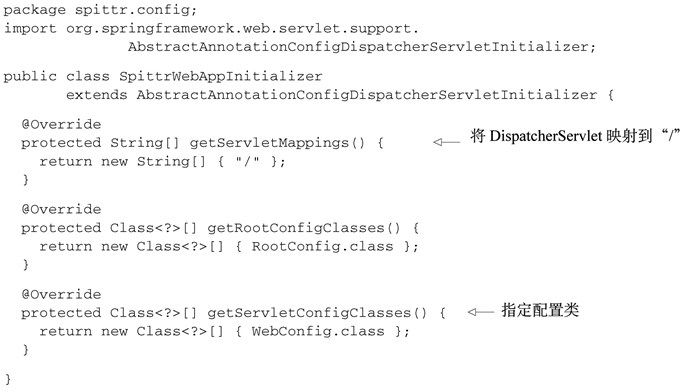 package spittr.config;
import org.springframework.web.servlet.support.
AbstractAnnotationConfigDispatcherServletInitializer;
public class SpittrWebAppInitializer
extends AbstractAnnotationConfigDispatcherServletInitializer {
@Override
protected String[] getServletMappings() { 将 DispatcherServlet 映射到“/”
return new String[] { "/" };
}
@Override
protected Class<?>[] getRootConfigClasses() {
return new Class<?>[] { RootConfig.class };
}
@Override
protected Class<?>[] getServletConfigClasses() { 指定配置类
return new Class<?>[] { WebConfig.class };
}
}